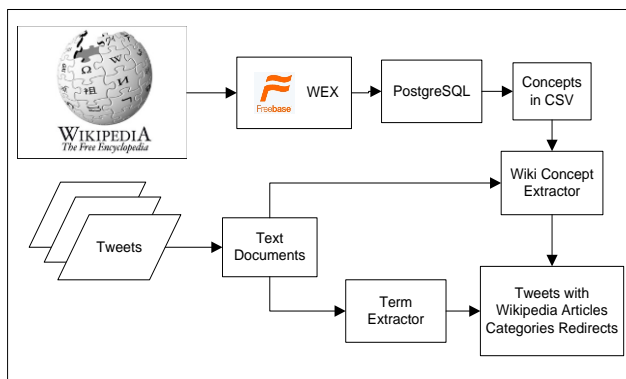 WIKIPEDIA
The Free Encyclopedia
Freebase
WEX
PostgreSQL
Concepts
in CSV
Wiki Concept
Extractor
Tweets
Text
Documents
Term
Extractor
Tweets with
Wikipedia Articles
Categories Redirects